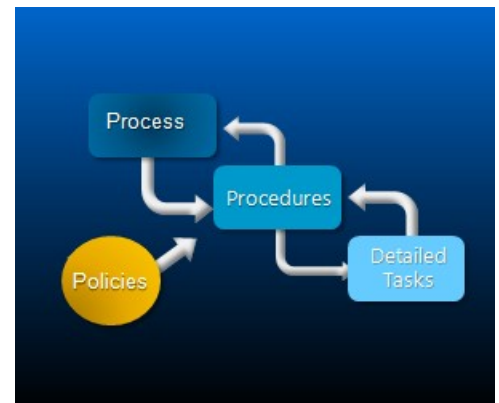 Process
Procedures
Policies
Detailed
Tasks